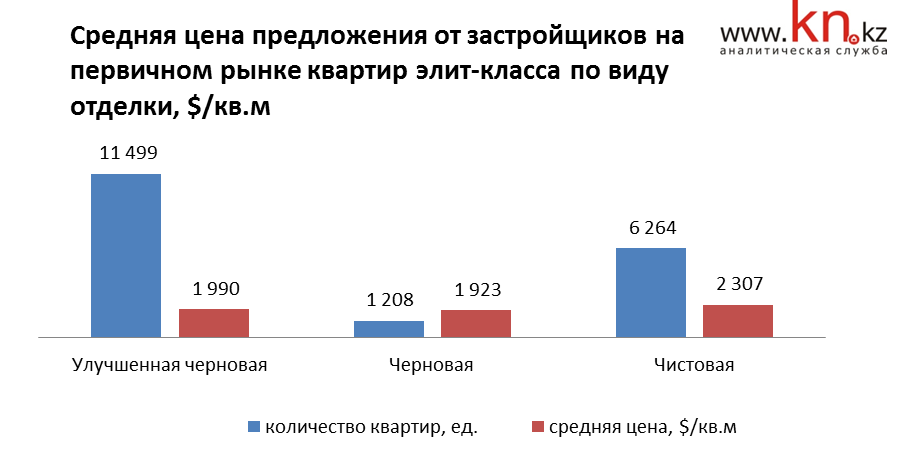 Средняя цена предложения от застройщиков на
первичном рынке квартир элит-класса по виду
отделки, $/кв.м
www.kn.kz
аналитическая служба
11 499
1 990
1 208
1 923
6 264
2 307
Улучшенная черновая
Черновая
Чистовая
количество квартир, ед.
средняя цена, $/кв.м